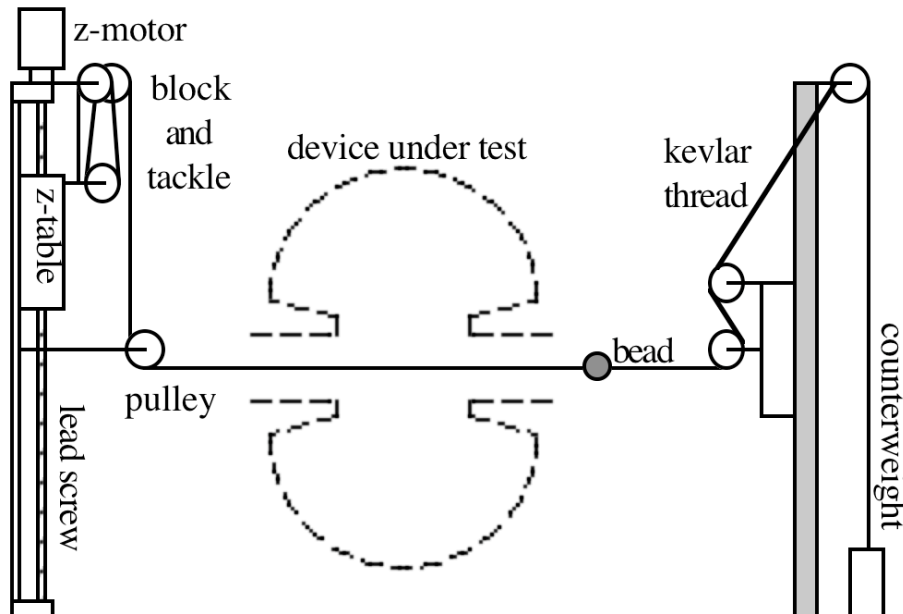 z-motor
block
and
tackle
device under test
kevlar
thread
z-table
bead
pulley
lead screw
counterweight